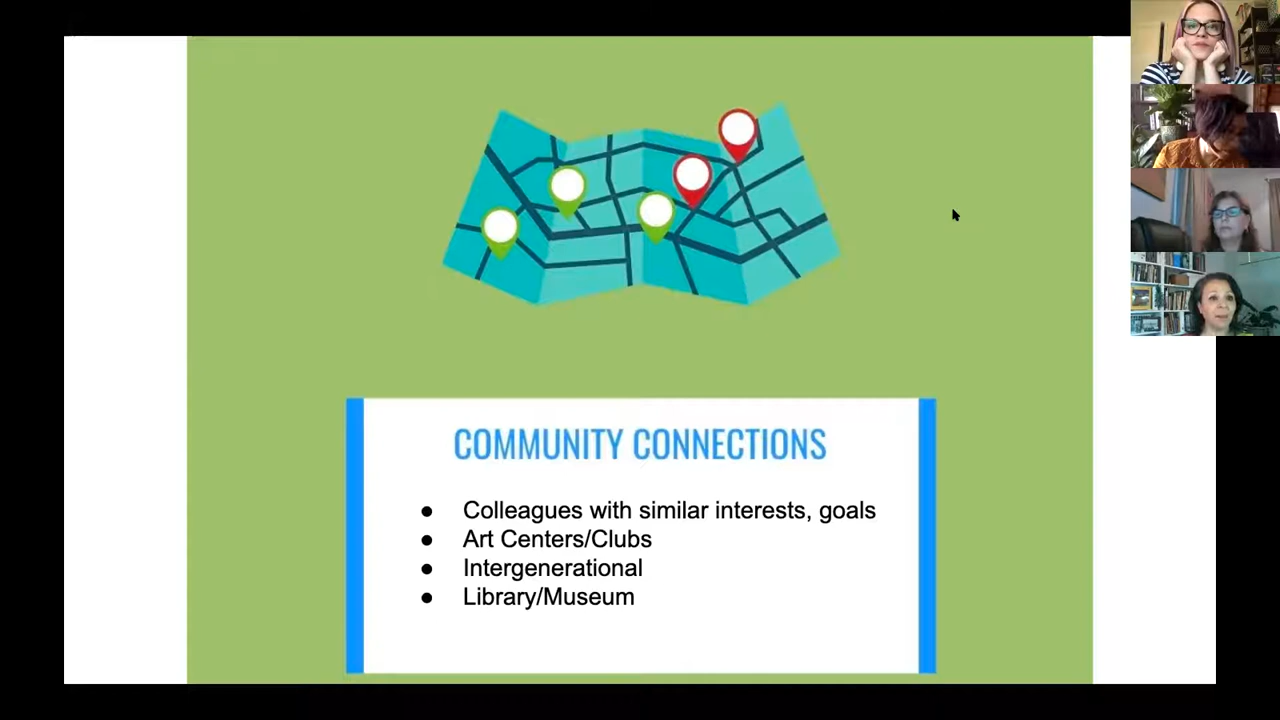 COMMUNITY CONNECTIONS
● Colleagues with similar interests, goals
● Art Centers/Clubs
● Intergenerational
● Library/Museum